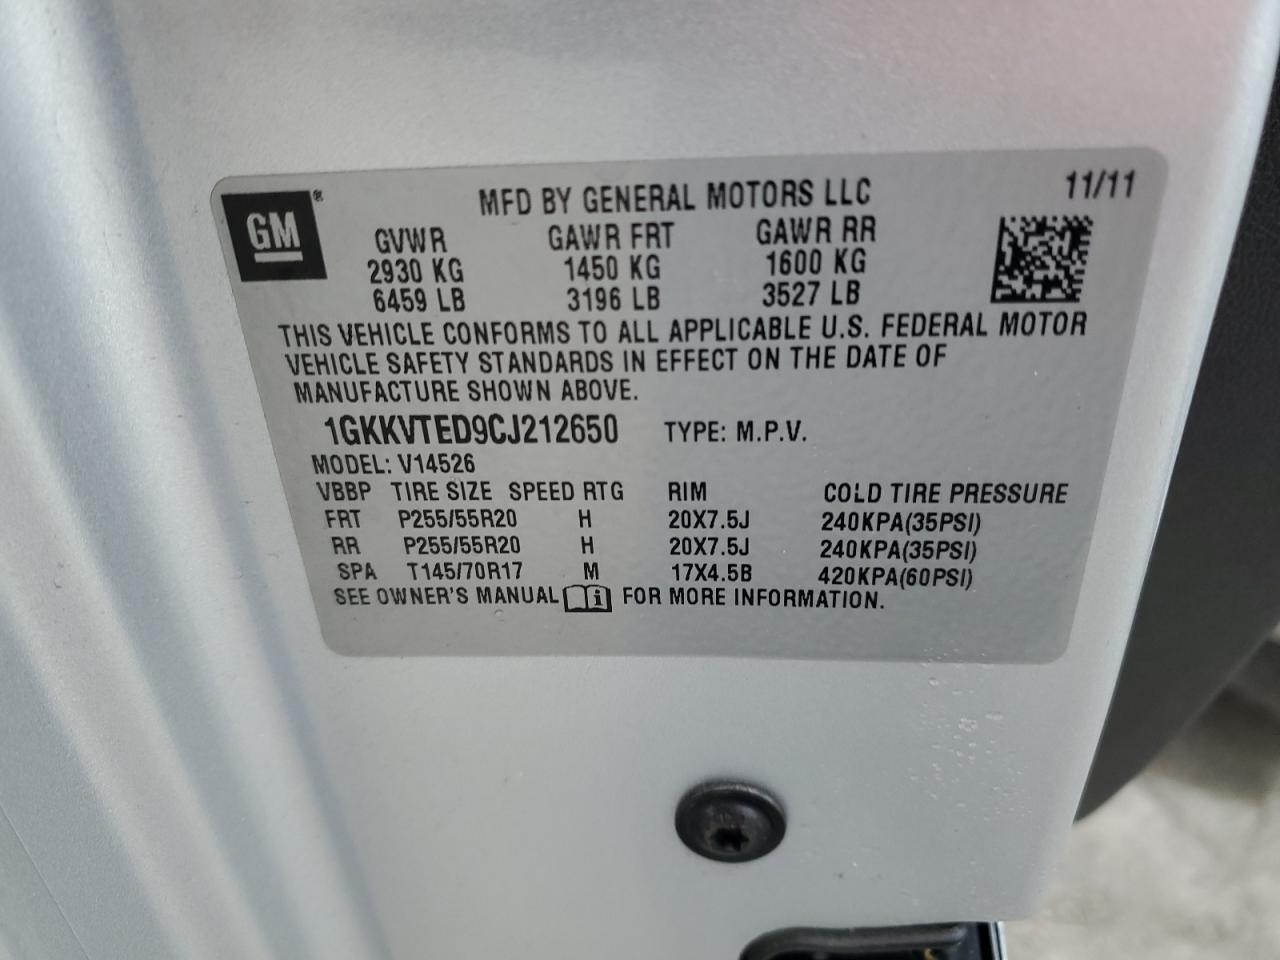 GM ®
MFD BY GENERAL MOTORS LLC 11/11
GVWR GAWR FRT GAWR RR
2930 KG 1450 KG 1600 KG
6459 LB 3196 LB 3527 LB
THIS VEHICLE CONFORMS TO ALL APPLICABLE U.S. FEDERAL MOTOR
VEHICLE SAFETY STANDARDS IN EFFECT ON THE DATE OF
MANUFACTURE SHOWN ABOVE.
1GKKVTED9CJ212650 TYPE: M.P.V.
MODEL: V14526
VBBP TIRE SIZE SPEED RTG RIM COLD TIRE PRESSURE
FRT P255/55R20 H 20X7.5J 240KPA(35PSI)
RR P255/55R20 H 20X7.5J 240KPA(35PSI)
SPA T145/70R17 M 17X4.5B 420KPA(60PSI)
SEE OWNER'S MANUAL i FOR MORE INFORMATION.